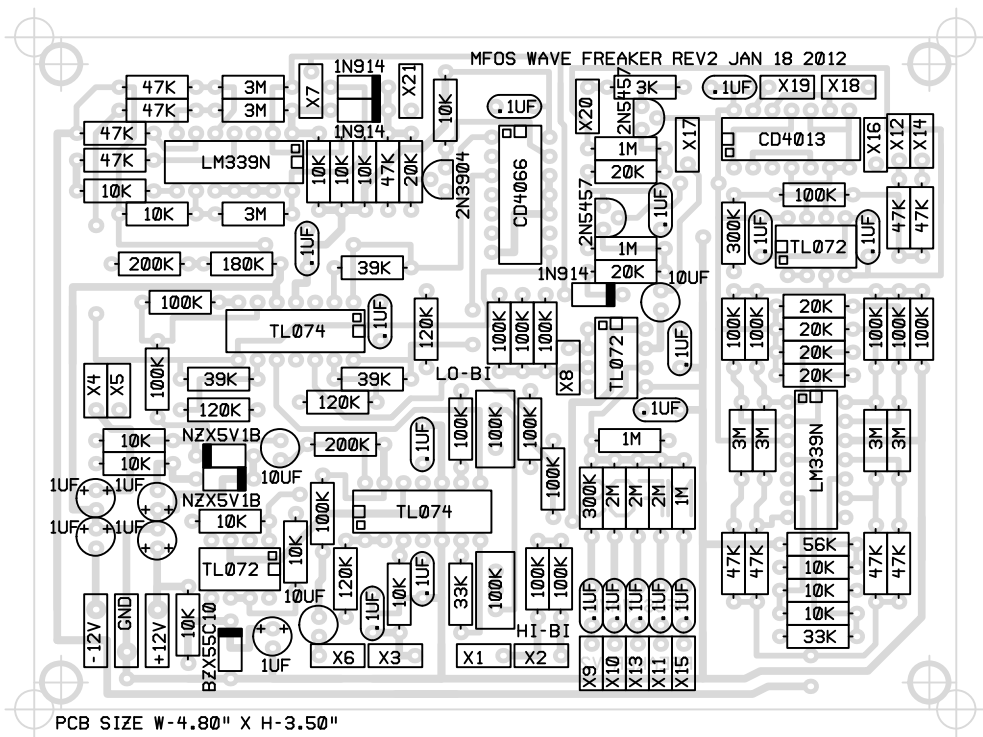 MFOS WAVE FREAKER REV2 JAN 18 2012
1N914
47K
3M
X7
X21
X20
2N5457
3K
.1UF
X19
X18
47K
3M
10K
.1UF
1N914
47K
X17
CD4013
X16
X12
X14
47K
LM339N
10K
10K
10K
47K
20K
2N3904
CD4066
1M
20K
10K
100K
10K
3M
.1UF
2N5457
.1UF
300K
.1UF
TL072
.1UF
47K
47K
200K
180K
39K
1M
20K
1N914
10UF
100K
TL074
.1UF
120K
100K
100K
100K
TL072
.1UF
100K
100K
20K
20K
20K
20K
100K
100K
100K
X4
X5
100K
39K
39K
LO-BI
X8
120K
120K
.1UF
10K
10K
NZX5V1B
10UF
200K
.1UF
100K
100K
100K
100K
1M
3M
3M
LM339N
3M
3M
1UF
1UF
NZX5V1B
100K
TL074
300K
2M
2M
2M
1M
1UF
1UF
10K
10K
TL072
120K
10K
.1UF
33K
100K
100K
100K
47K
47K
56K
10K
10K
10K
33K
47K
47K
-12V
GND
+12V
10K
BZX55C10
10UF
.1UF
.1UF
.1UF
.1UF
.1UF
.1UF
1UF
X6
X3
X1
X2
HI-BI
X9
X10
X13
X11
X15
PCB SIZE W-4.80" X H-3.50"